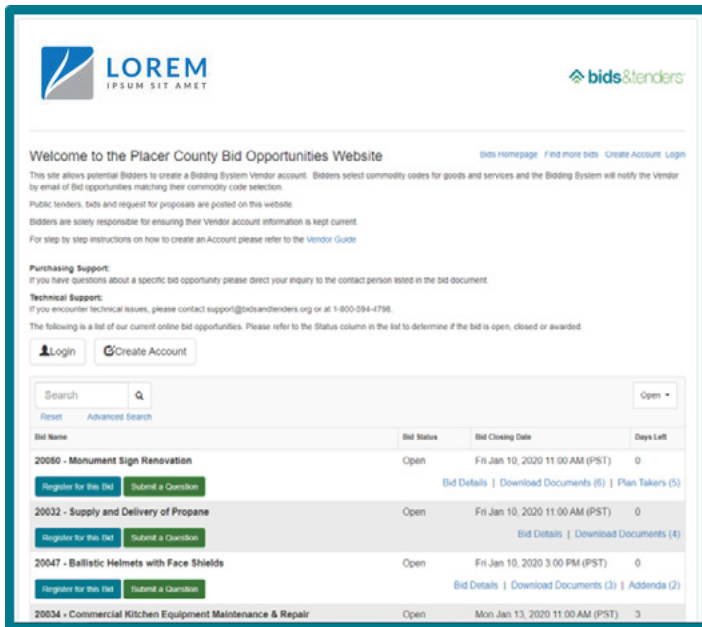 LOREM
IPSUM SIT AMET
bids&tenders
Welcome to the Placer County Bid Opportunities Website
Bids Homepage Find more bids Create Account Login
This site allows potential Bidders to create a Bidding System Vendor account. Bidders select commodity codes for goods and services and the Bidding System will notify the Vendor
by email of Bid opportunities matching their commodity code selection.
Public tenders, bids and request for proposals are posted on this website.
Bidders are solely responsible for ensuring their Vendor account information is kept current.
For step by step instructions on how to create an Account please refer to the Vendor Guide
Purchasing Support:
If you have questions about a specific bid opportunity please direct your inquiry to the contact person listed in the bid document.
Technical Support:
If you encounter technical issues, please contact support@bidsandtenders.org or at 1-800-594-4798.
The following is a list of our current online bid opportunities. Please refer to the Status column in the list to determine if the bid is open, closed or awarded.
Login Create Account
Search Open
Reset Advanced Search
Bid Name Bid Status Bid Closing Date Days Left
20050 - Monument Sign Renovation Open Fri Jan 10, 2020 11:00 AM (PST) 0
Register for this Bid Submit a Question Bid Details | Download Documents (6) | Plan Takers (5)
20032 - Supply and Delivery of Propane Open Fri Jan 10, 2020 11:00 AM (PST) 0
Register for this Bid Submit a Question Bid Details | Download Documents (4)
20047 - Ballistic Helmets with Face Shields Open Fri Jan 10, 2020 3:00 PM (PST) 0
Register for this Bid Submit a Question Bid Details | Download Documents (3) | Addenda (2)
20034 - Commercial Kitchen Equipment Maintenance & Repair Open Mon Jan 13, 2020 11:00 AM (PST) 3